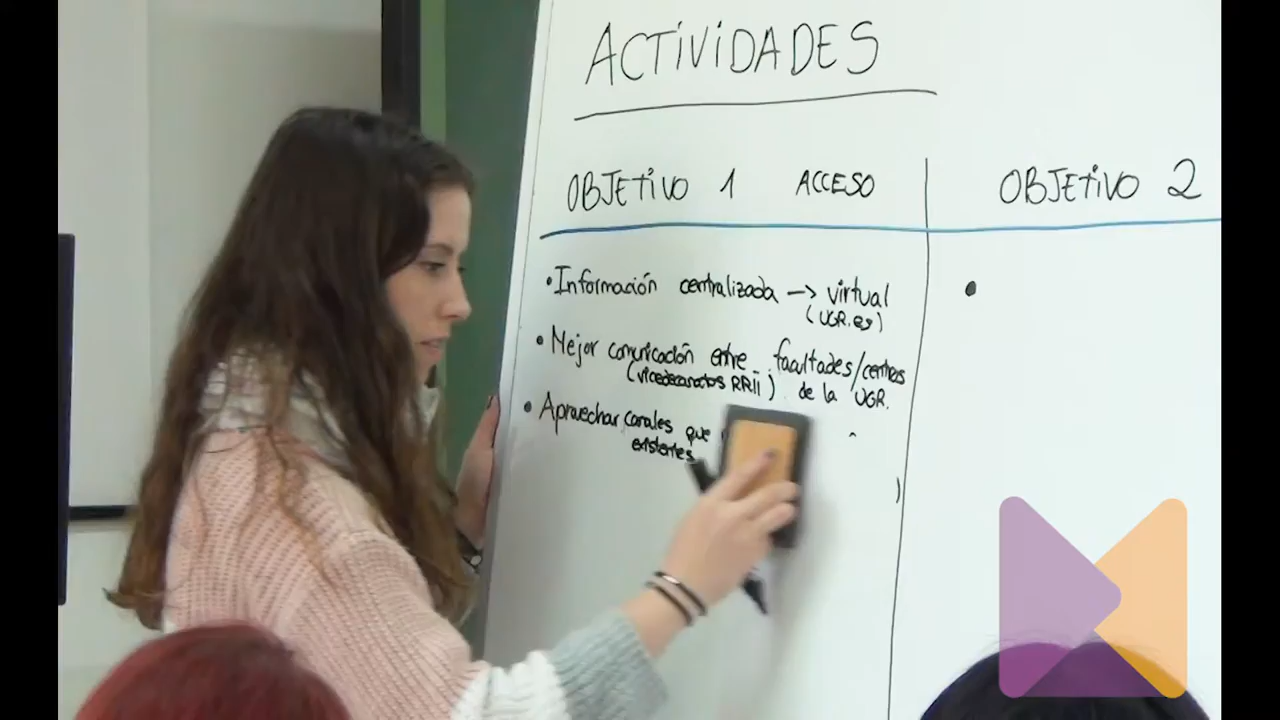 ACTIVIDADES
OBJETIVO 1 ACCESO
OBJETIVO 2
• Información centralizada → virtual
(UGR.es)
• Mejor comunicación entre facultades/centros
(vicedecanatos RRII) de la UGR.
• Aprovechar canales que
existentes
•